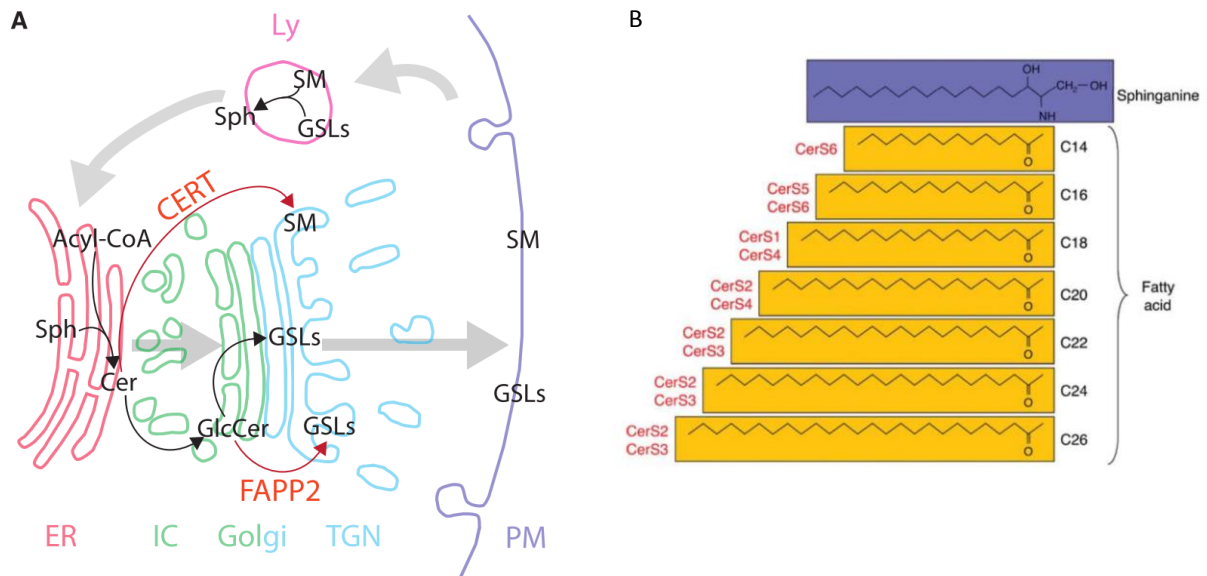 A
Ly
SM
Sph
GSLs
CERT
SM
Acyl-CoA
SM
Sph
GSLs
Cer
GSLs
GlcCer
GSLs
FAPP2
ER
IC
Golgi
TGN
PM
B
OH
CH2—OH
NH
Sphinganine
CerS6
O
C14
CerS5
CerS6
O
C16
CerS1
CerS4
O
C18
CerS2
CerS4
O
C20
CerS2
CerS3
O
C22
CerS2
CerS3
O
C24
CerS2
CerS3
O
C26
Fatty
acid